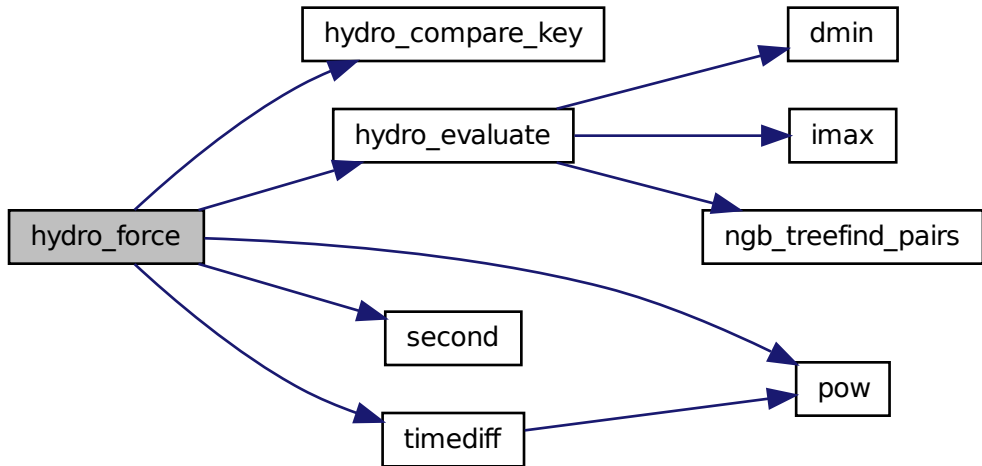 hydro_compare_key
dmin
hydro_evaluate
imax
hydro_force
ngb_treefind_pairs
second
pow
timediff